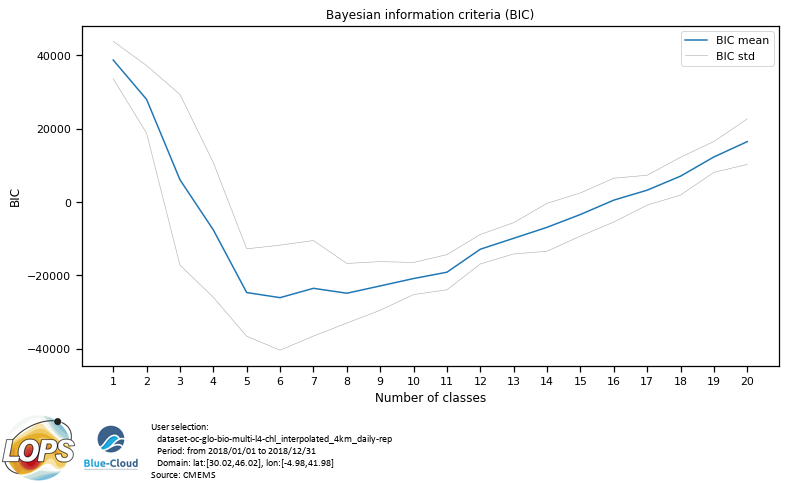 Bayesian information criteria (BIC)
BIC mean
BIC std
40000
20000
0
−20000
−40000
BIC
1 2 3 4 5 6 7 8 9 10 11 12 13 14 15 16 17 18 19 20
Number of classes
LOPS
Blue-Cloud
User selection:
dataset-oc-glo-bio-multi-l4-chl_interpolated_4km_daily-rep
Period: from 2018/01/01 to 2018/12/31
Domain: lat:[30.02,46.02], lon:[-4.98,41.98]
Source: CMEMS